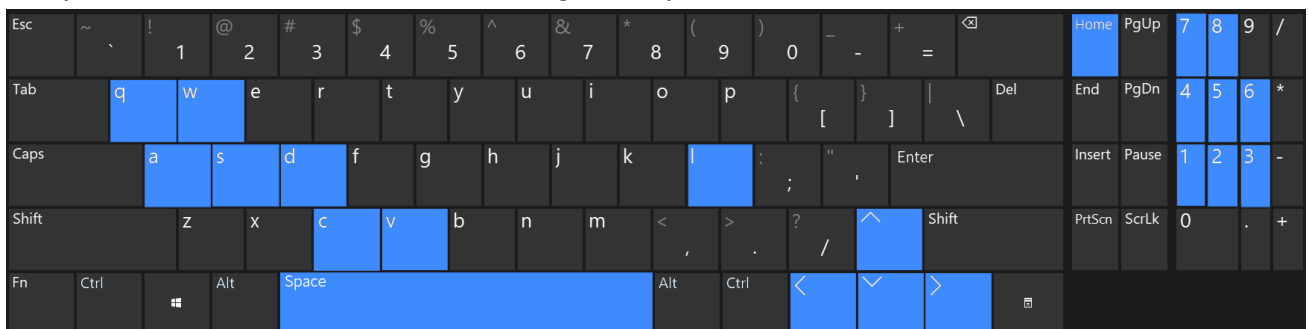 Esc ~ ` ! 1 @ 2 # 3 $ 4 % 5 ^ 6 & 7 * 8 ( 9 ) 0 _ - + = Home PgUp 7 8 9 /
Tab q w e r t y u i o p { [ } ] | \ Del End PgDn 4 5 6 *
Caps a s d f g h j k l : ; " ' Enter Insert Pause 1 2 3 -
Shift z x c v b n m < , > . ? / Shift PrtScn ScrLk 0 . +
Fn Ctrl Alt Space Alt Ctrl